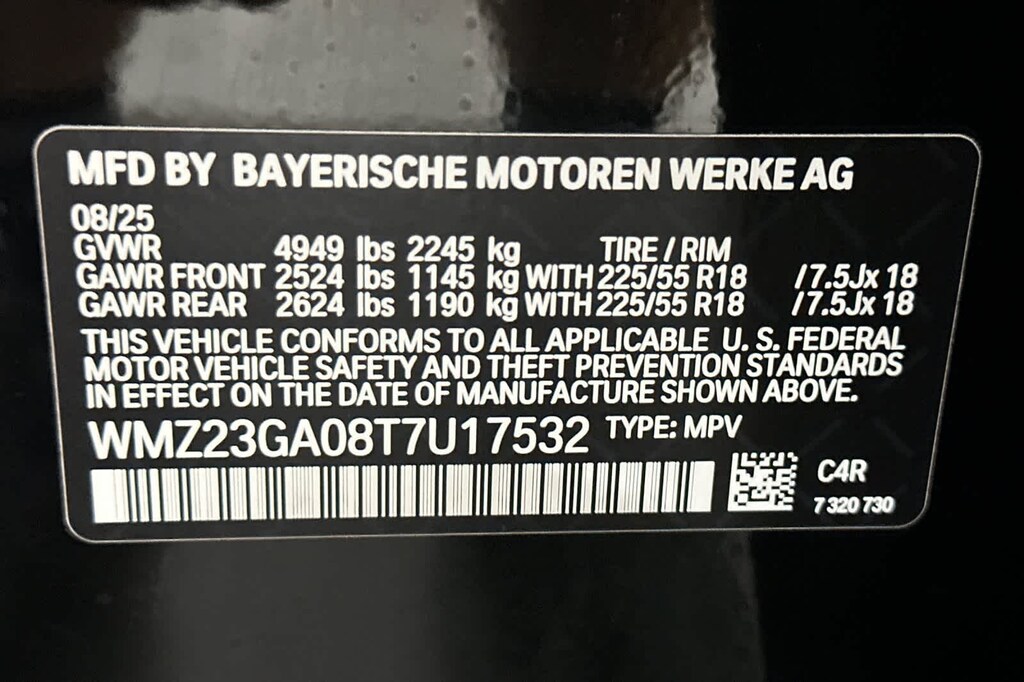 MFD BY BAYERISCHE MOTOREN WERKE AG
08/25
GVWR 4949 lbs 2245 kg TIRE / RIM
GAWR FRONT 2524 lbs 1145 kg WITH 225/55 R18 / 7.5Jx 18
GAWR REAR 2624 lbs 1190 kg WITH 225/55 R18 / 7.5Jx 18
THIS VEHICLE CONFORMS TO ALL APPLICABLE U. S. FEDERAL
MOTOR VEHICLE SAFETY AND THEFT PREVENTION STANDARDS
IN EFFECT ON THE DATE OF MANUFACTURE SHOWN ABOVE.
WMZ23GA08T7U17532 TYPE: MPV
C4R
7 320 730